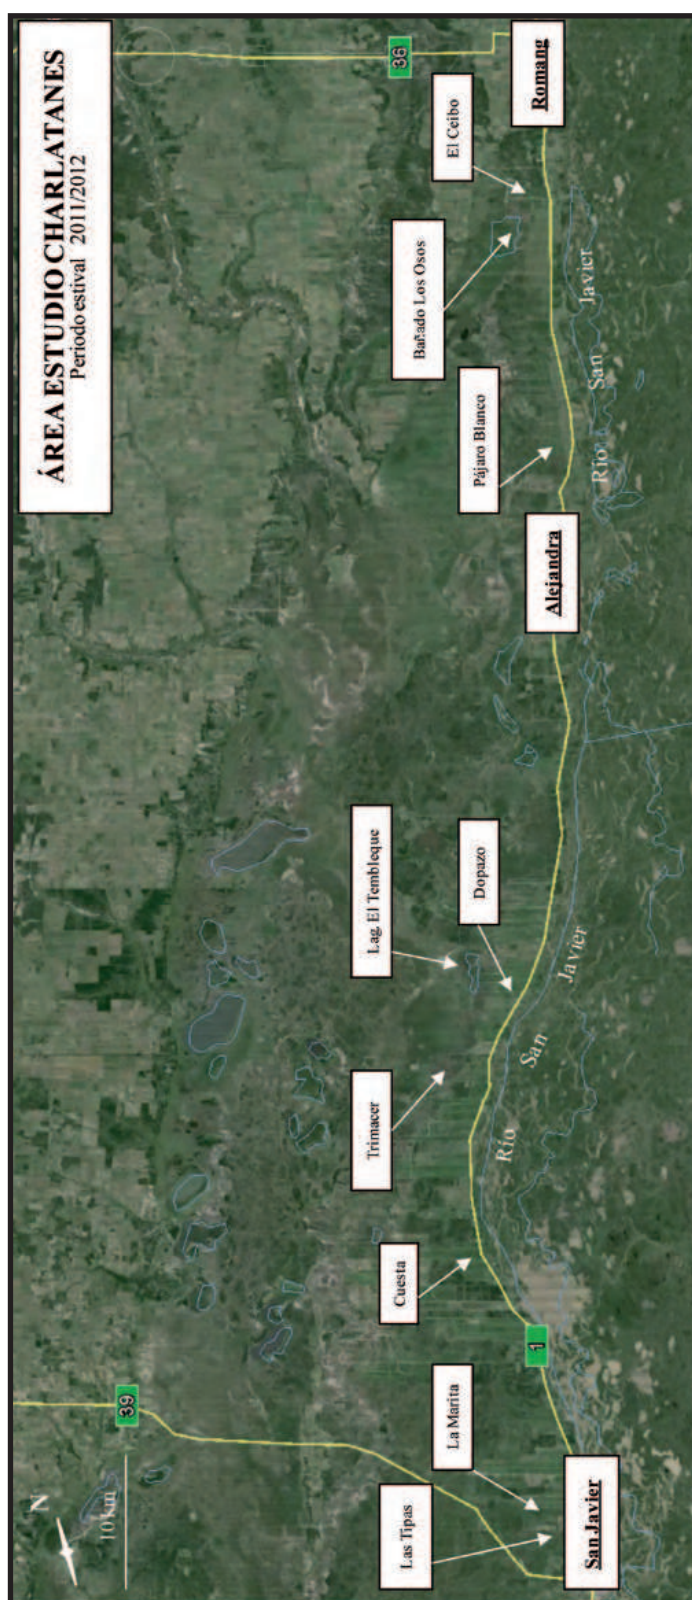 ÁREA ESTUDIO CHARLATANES
Periodo estival 2011/2012
N
10 km
39
36
Lag. El Tembleque
Trimacer
Cuesta
El Ceibo
Bañado Los Osos
Pájaro Blanco
Dopazo
La Marita
Las Tipas
1
Romang
Alejandra
San Javier
Río San Javier
Río San Javier